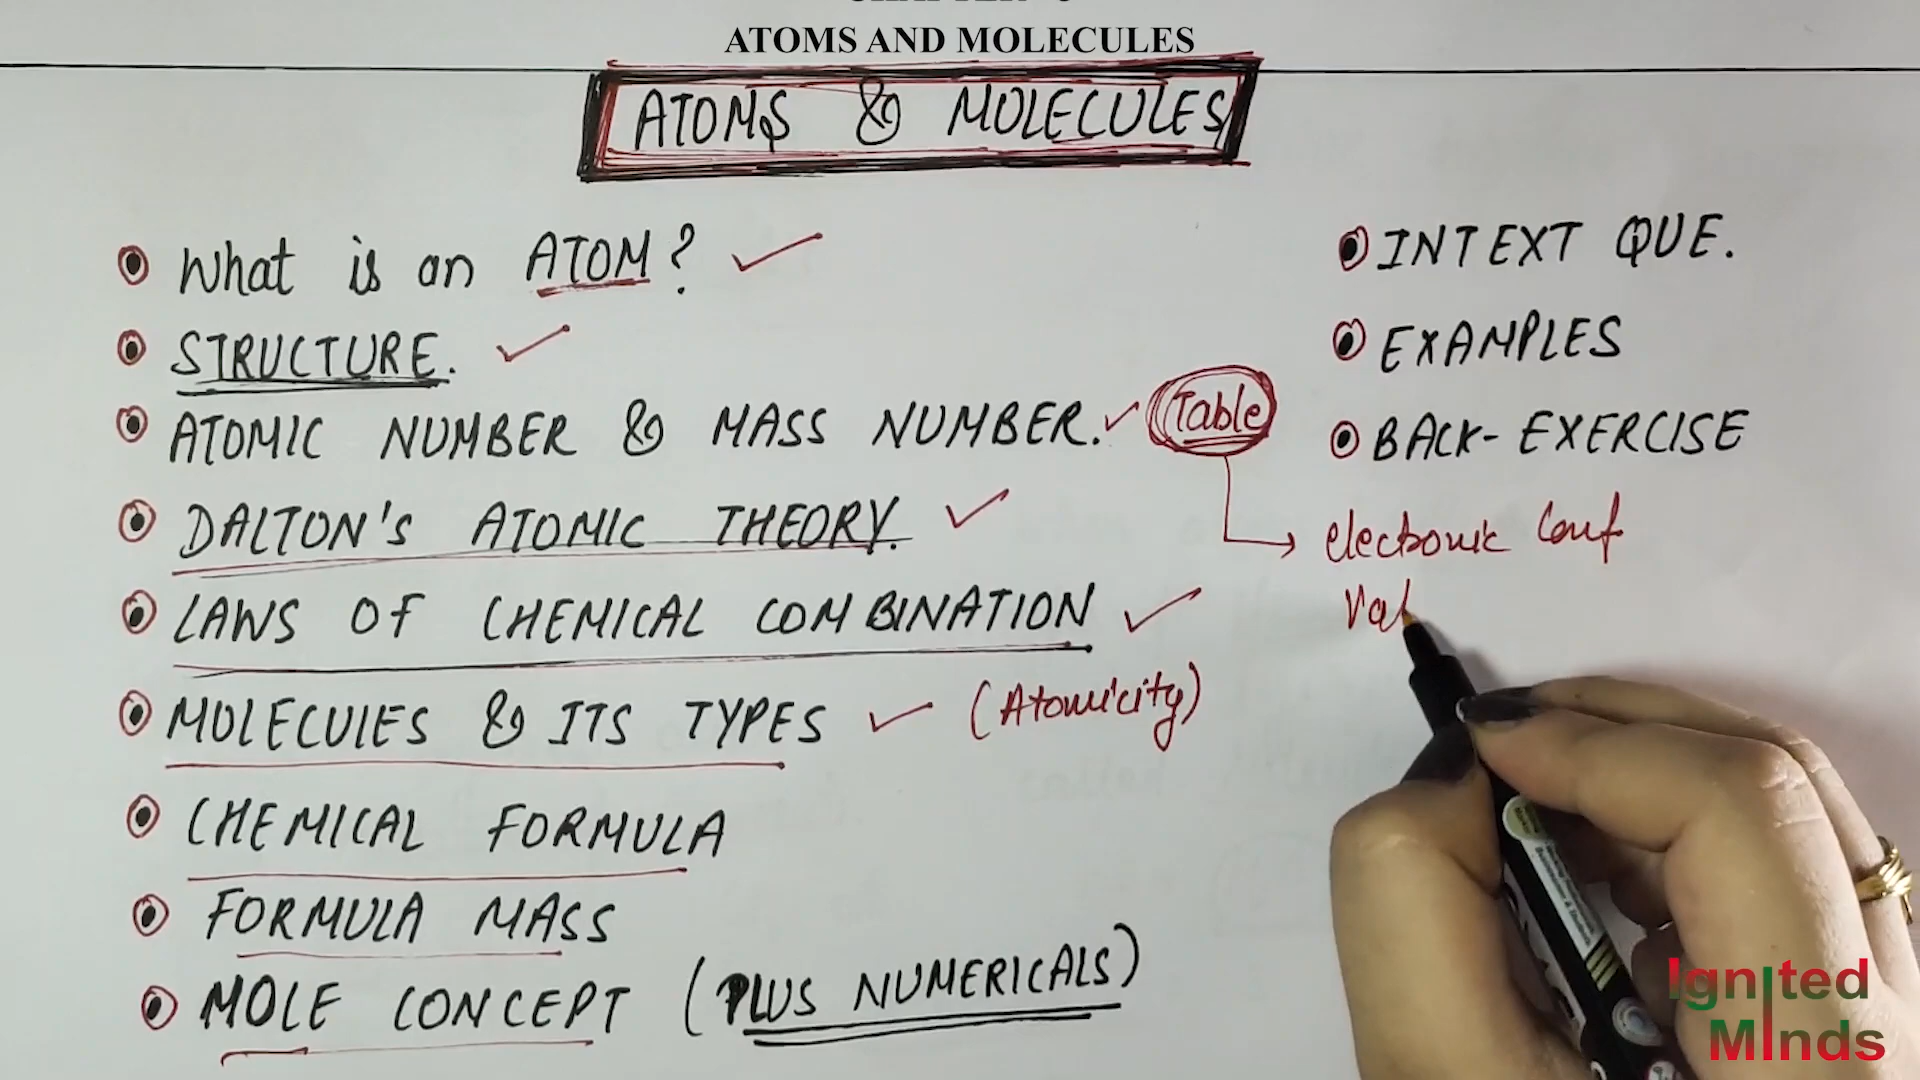 ATOMS AND MOLECULES
ATOMS & MOLECULES
What is an ATOM?
STRUCTURE.
ATOMIC NUMBER & MASS NUMBER.
Table
DALTON'S ATOMIC THEORY.
LAWS OF CHEMICAL COMBINATION
MOLECULES & ITS TYPES
(Atomicity)
CHEMICAL FORMULA
FORMULA MASS
MOLE CONCEPT (PLUS NUMERICALS)
INTEXT QUE.
EXAMPLES
BACK-EXERCISE
electronic Conf
Val
Ignited
Minds